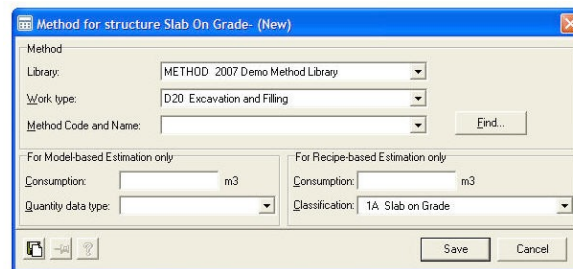 Method for structure Slab On Grade- (New)
Method
Library: METHOD 2007 Demo Method Library
Work type: D20 Excavation and Filling
Method Code and Name: Find...
For Model-based Estimation only
Consumption: m3
Quantity data type:
For Recipe-based Estimation only
Consumption: m3
Classification: 1A Slab on Grade
Save Cancel